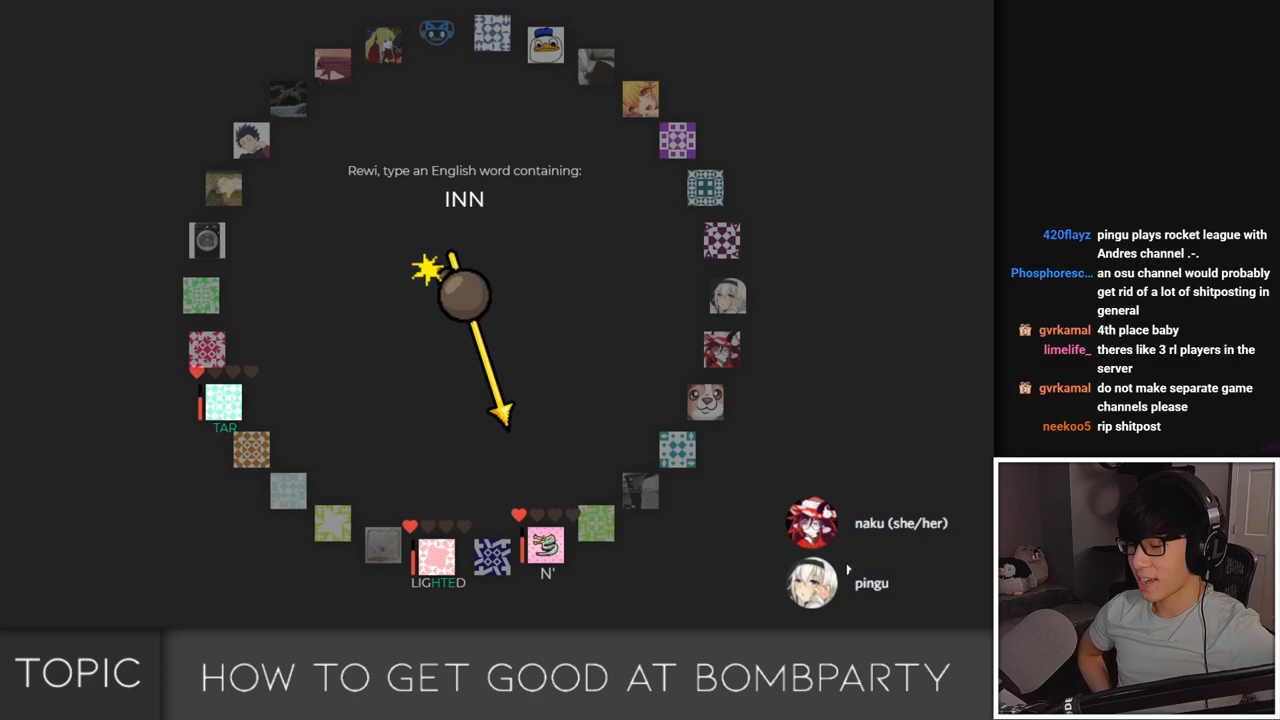 Rewi, type an English word containing:
INN
TAR
LIGHTED
N'
naku (she/her)
pingu
420flayz pingu plays rocket league with
Andres channel .-.
Phosphoresc... an osu channel would probably
get rid of a lot of shitposting in
general
gvrkamal 4th place baby
limelife_ theres like 3 rl players in the
server
gvrkamal do not make separate game
channels please
neekoo5 rip shitpost
TOPIC
HOW TO GET GOOD AT BOMBPARTY